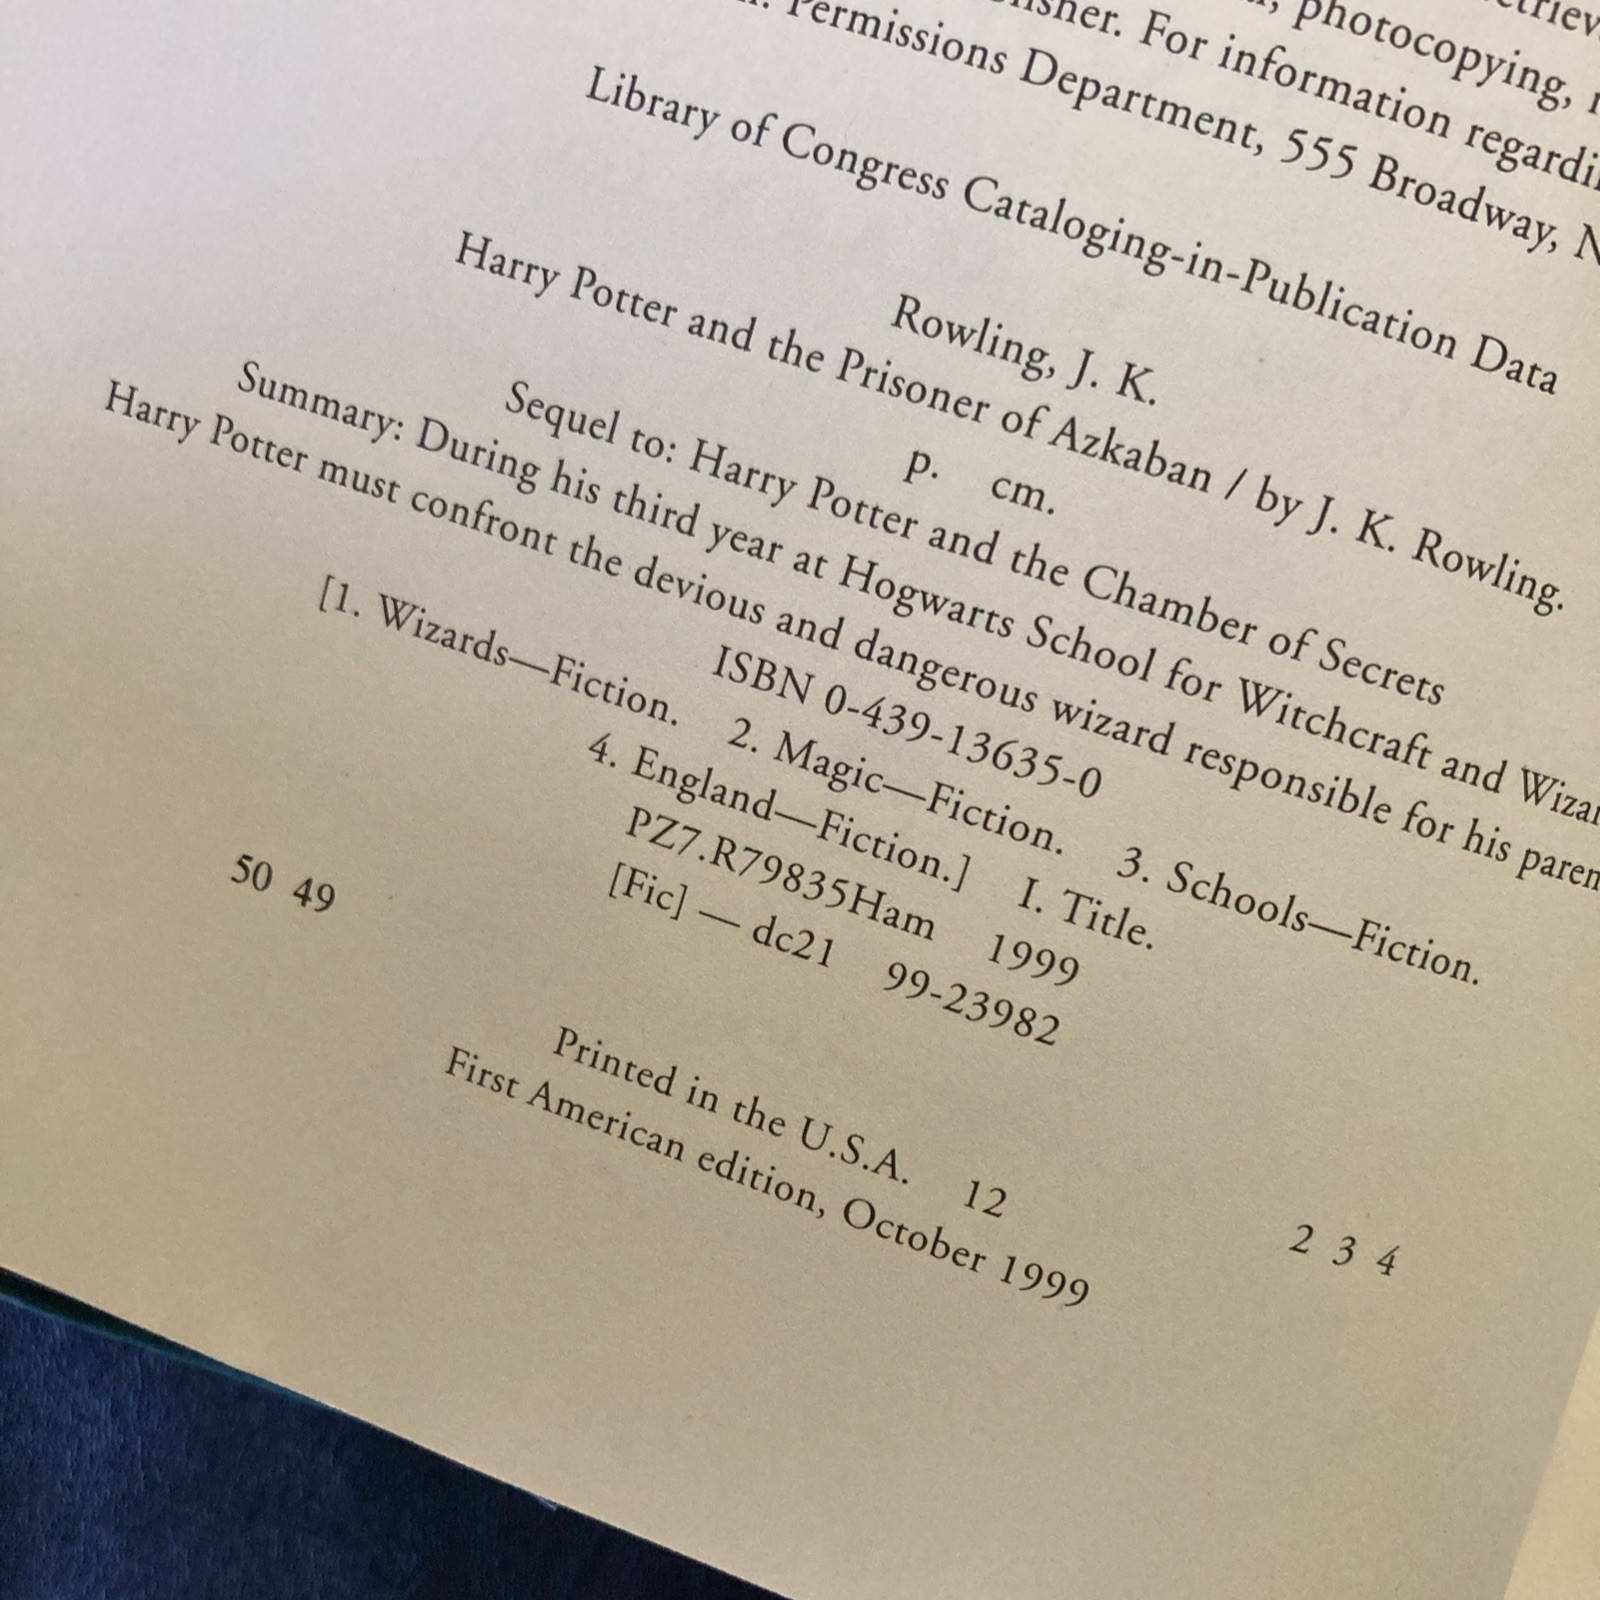 photocopying,
For information
Permissions Department, 555 Broadway,
Library of Congress Cataloging-in-Publication Data
Rowling, J. K.
Harry Potter and the Prisoner of Azkaban / by J. K. Rowling.
p. cm.
Sequel to: Harry Potter and the Chamber of Secrets
Summary: During his third year at Hogwarts School for Witchcraft and
Harry Potter must confront the devious and dangerous wizard responsible for his
ISBN 0-439-13635-0
[1. Wizards—Fiction. 2. Magic—Fiction. 3. Schools—Fiction.
4. England—Fiction.] I. Title.
PZ7.R79835Ham 1999
[Fic] — dc21 99-23982
50 49 2 3 4
Printed in the U.S.A. 12
First American edition, October 1999